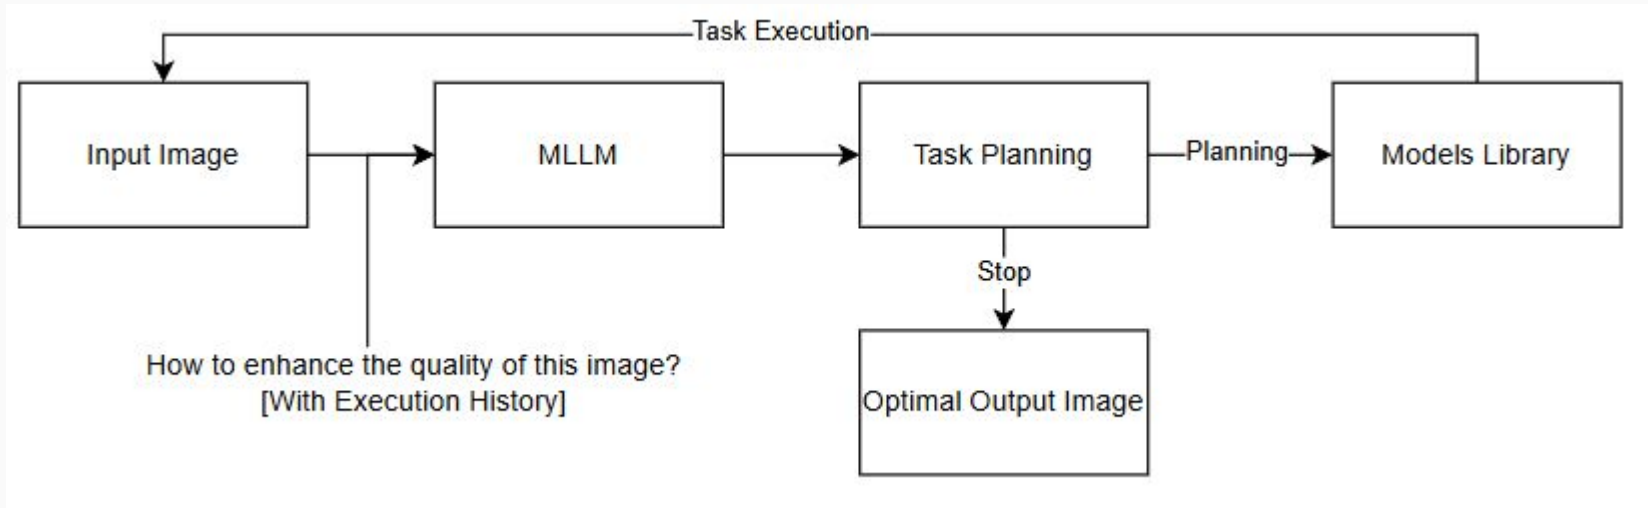 Task Execution
Input Image
MLLM
Task Planning
Planning
Models Library
Stop
How to enhance the quality of this image?
[With Execution History]
Optimal Output Image